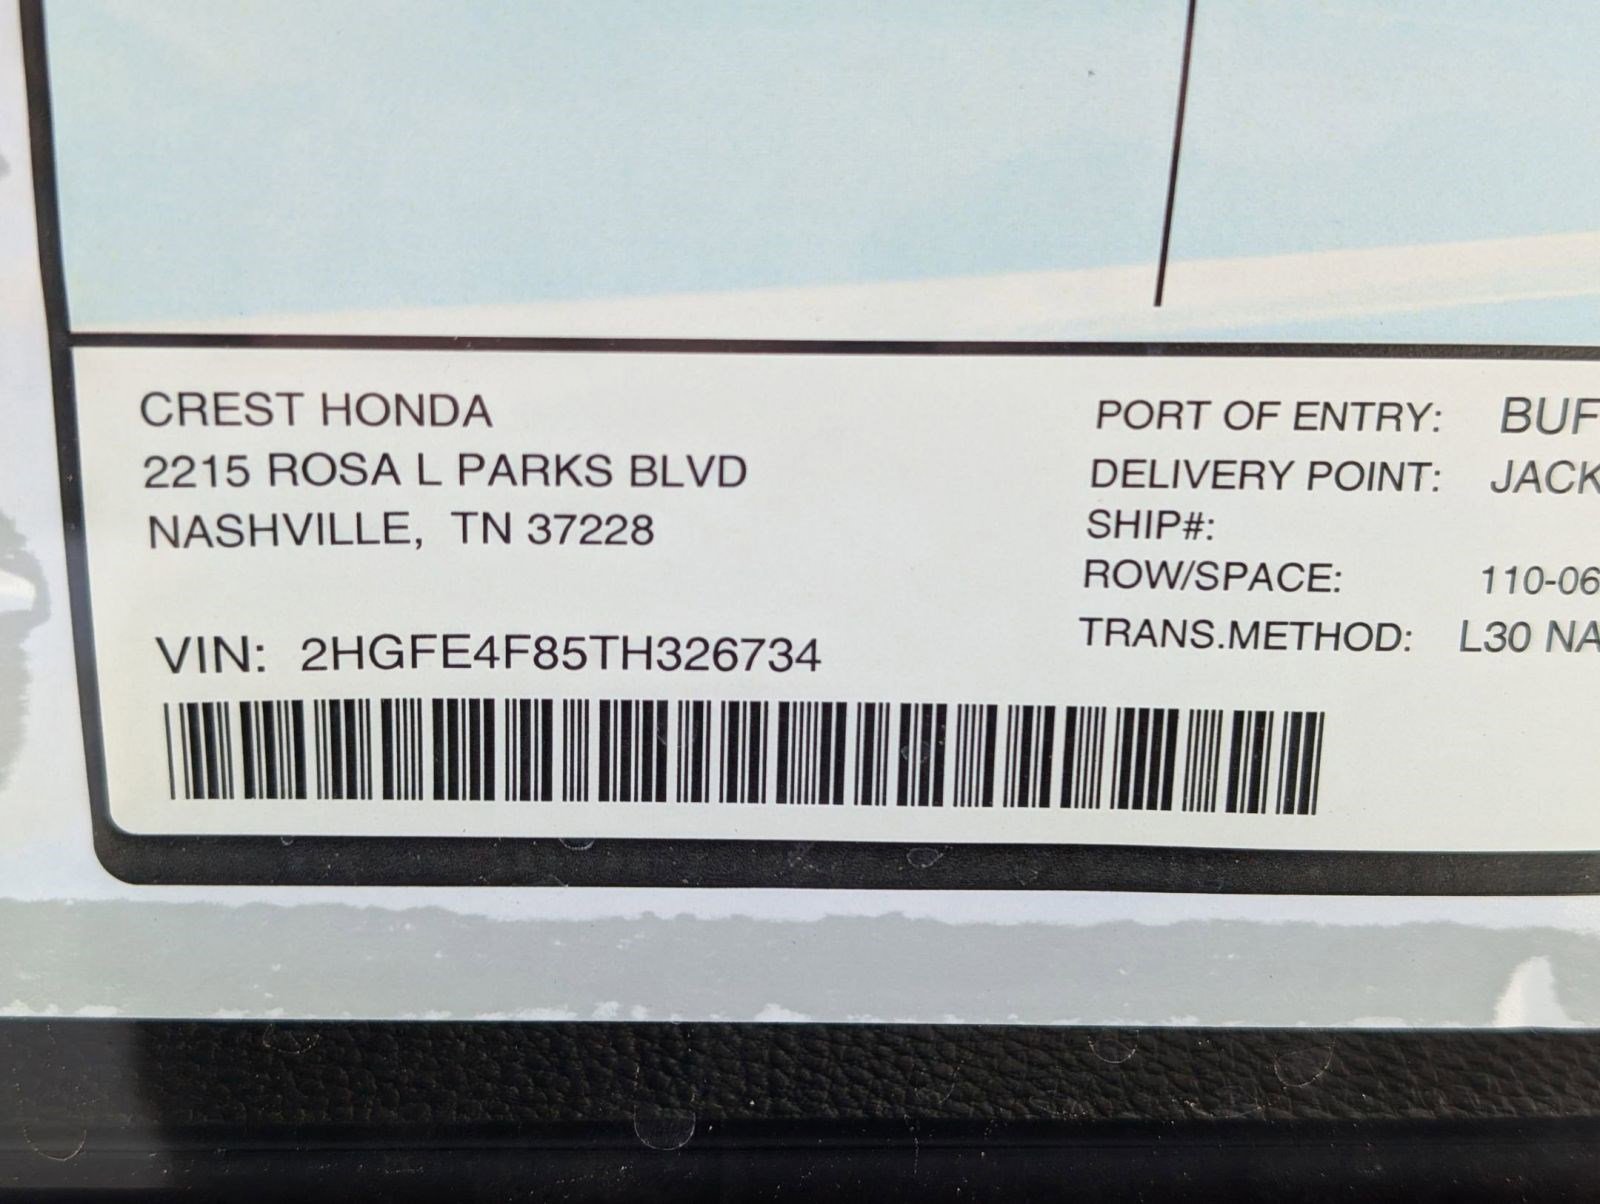 CREST HONDA
2215 ROSA L PARKS BLVD
NASHVILLE, TN 37228
VIN: 2HGFE4F85TH326734
PORT OF ENTRY: BUF
DELIVERY POINT: JACK
SHIP#:
ROW/SPACE: 110-06
TRANS.METHOD: L30 NA